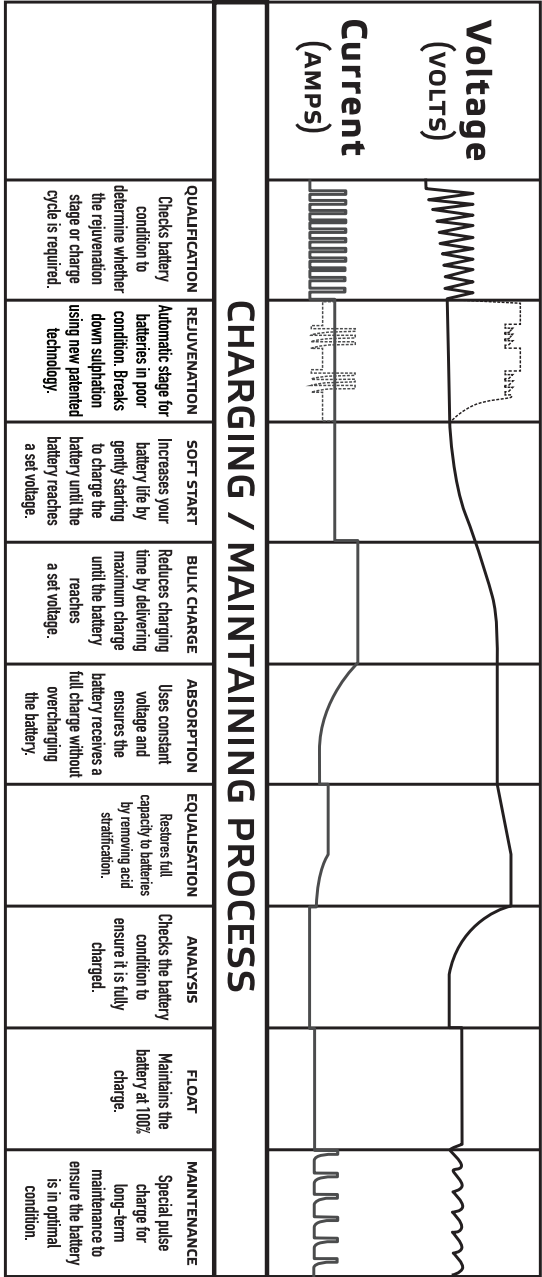 Voltage
(VOLTS)
Current
(AMPS)
CHARGING / MAINTAINING PROCESS
QUALIFICATION
Checks battery
condition to
determine whether
the rejuvenation
stage or charge
cycle is required.
REJUVENATION
Automatic stage for
batteries in poor
condition. Breaks
down sulphation
using new patented
technology.
SOFT START
Increases your
battery life by
gently starting
to charge the
battery until the
battery reaches
a set voltage.
BULK CHARGE
Reduces charging
time by delivering
maximum charge
until the battery
reaches
a set voltage.
ABSORPTION
Uses constant
voltage and
ensures the
battery receives a
full charge without
overcharging
the battery.
EQUALISATION
Restores full
capacity to batteries
by removing acid
stratification.
ANALYSIS
Checks the battery
condition to
ensure it is fully
charged.
FLOAT
Maintains the
battery at 100%
charge.
MAINTENANCE
Special pulse
charge for
long-term
maintenance to
ensure the battery
is in optimal
condition.